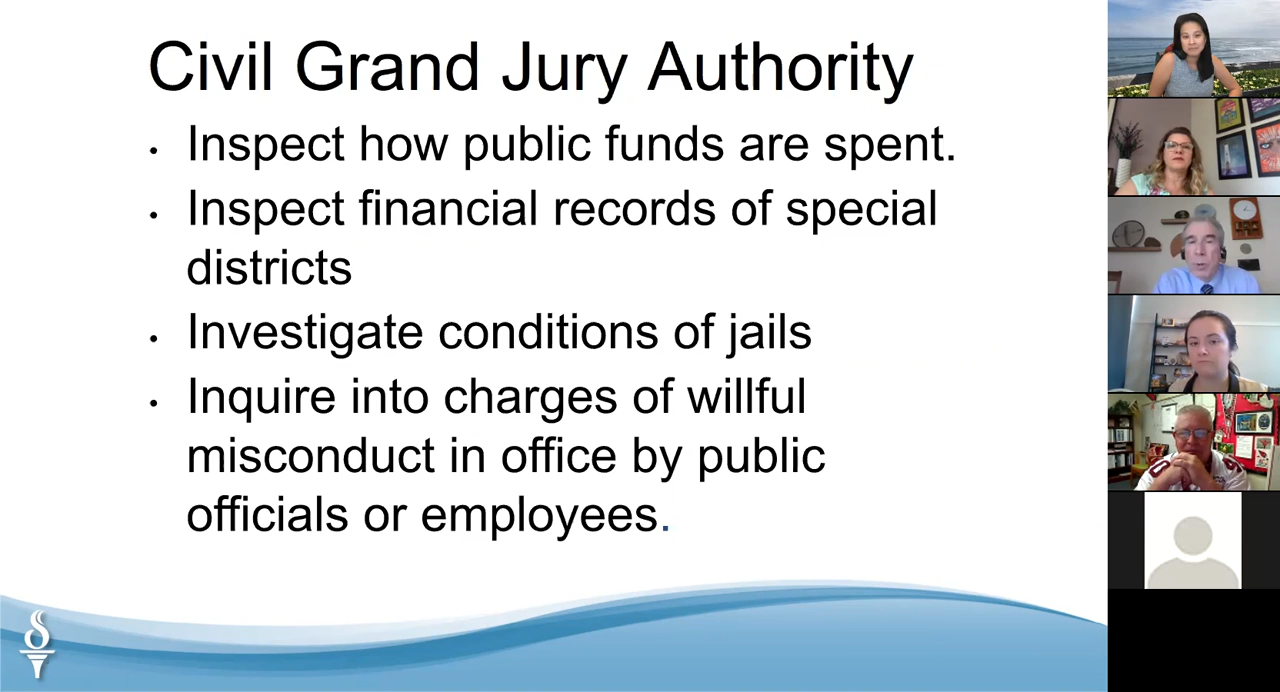 Civil Grand Jury Authority
• Inspect how public funds are spent.
• Inspect financial records of special
districts
• Investigate conditions of jails
• Inquire into charges of willful
misconduct in office by public
officials or employees.